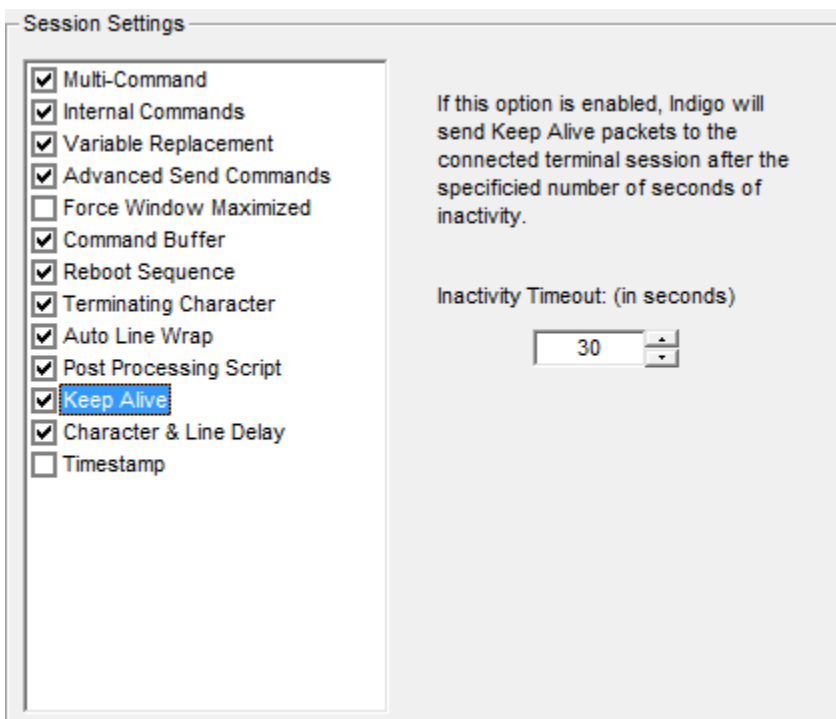 Session Settings
Multi-Command
Internal Commands
Variable Replacement
Advanced Send Commands
Force Window Maximized
Command Buffer
Reboot Sequence
Terminating Character
Auto Line Wrap
Post Processing Script
Keep Alive
Character & Line Delay
Timestamp
If this option is enabled, Indigo will
send Keep Alive packets to the
connected terminal session after the
specificied number of seconds of
inactivity.
Inactivity Timeout: (in seconds)
30